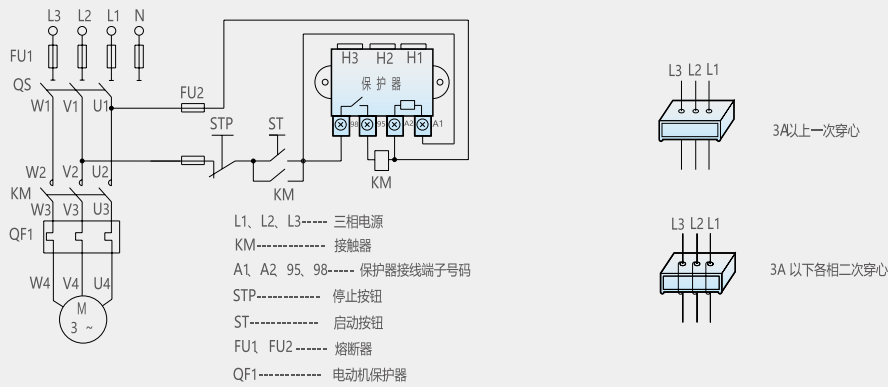 L3 L2 L1 N
FU1
QS
W1 V1 U1
FU2
H3 H2 H1
保护器
98 95 A2 A1
STP ST
KM
KM
W2 V2 U2
KM
W3 V3 U3
QF1
W4 V4 U4
M
3 ~
L1、L2、L3----- 三相电源
KM------------- 接触器
A1、A2、95、98----- 保护器接线端子号码
STP------------ 停止按钮
ST------------- 启动按钮
FU1、FU2 ------ 熔断器
QF1------------ 电动机保护器
L3 L2 L1
3A以上一次穿心
L3 L2 L1
3A 以下各相二次穿心